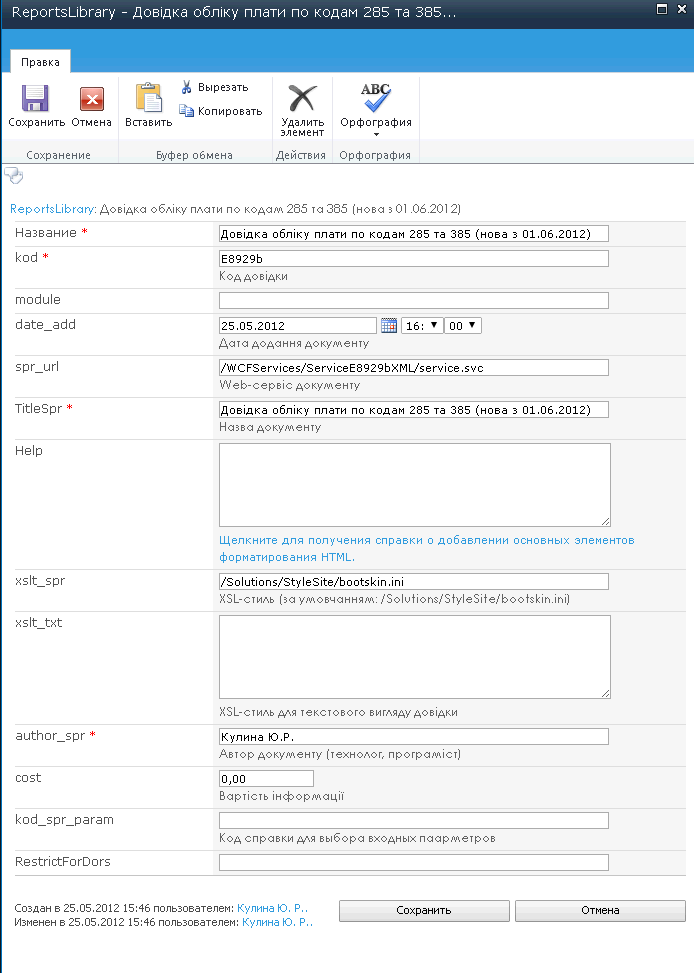 ReportsLibrary - Довідка обліку плати по кодам 285 та 385...
Правка
Сохранить
Отмена
Вставить
Вырезать
Копировать
Удалить элемент
ABC
Орфография
Сохранение
Буфер обмена
Действия
Орфография
ReportsLibrary: Довідка обліку плати по кодам 285 та 385 (нова з 01.06.2012)
Название * Довідка обліку плати по кодам 285 та 385 (нова з 01.06.2012)
kod * E8929b
Код довідки
module
date_add 25.05.2012 16: 00
Дата додання документу
spr_url /WCFServices/ServiceE8929bXML/service.svc
Web-сервіс документу
TitleSpr * Довідка обліку плати по кодам 285 та 385 (нова з 01.06.2012)
Назва документу
Help
Щелкните для получения справки о добавлении основных элементов
форматирования HTML.
xslt_spr /Solutions/StyleSite/bootskin.ini
XSL-стиль (за умовчанням: /Solutions/StyleSite/bootskin.ini)
xslt_txt
XSL-стиль для текстового вигляду довідки
author_spr * Кулина Ю.Р.
Автор документу (технолог, програміст)
cost 0,00
Вартість інформації
kod_spr_param
Код справки для выбора входных паарметров
RestrictForDors
Создан в 25.05.2012 15:46 пользователем: Кулина Ю. Р..
Изменен в 25.05.2012 15:46 пользователем: Кулина Ю. Р..
Сохранить
Отмена